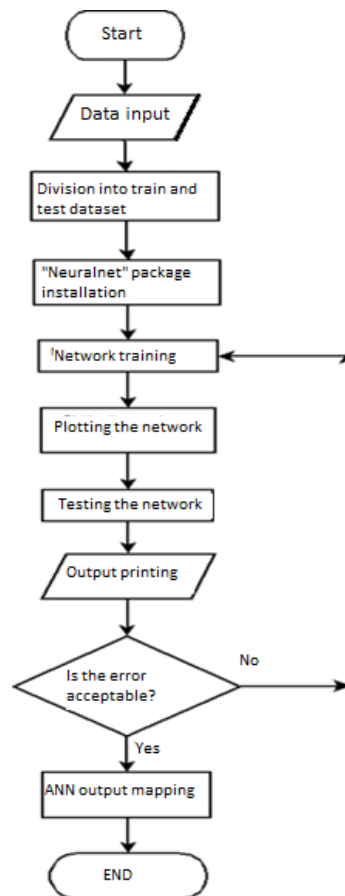 Start
Data input
Division into train and
test dataset
"Neuralnet" package
installation
Network training
Plotting the network
Testing the network
Output printing
Is the error
acceptable?
No
Yes
ANN output mapping
END